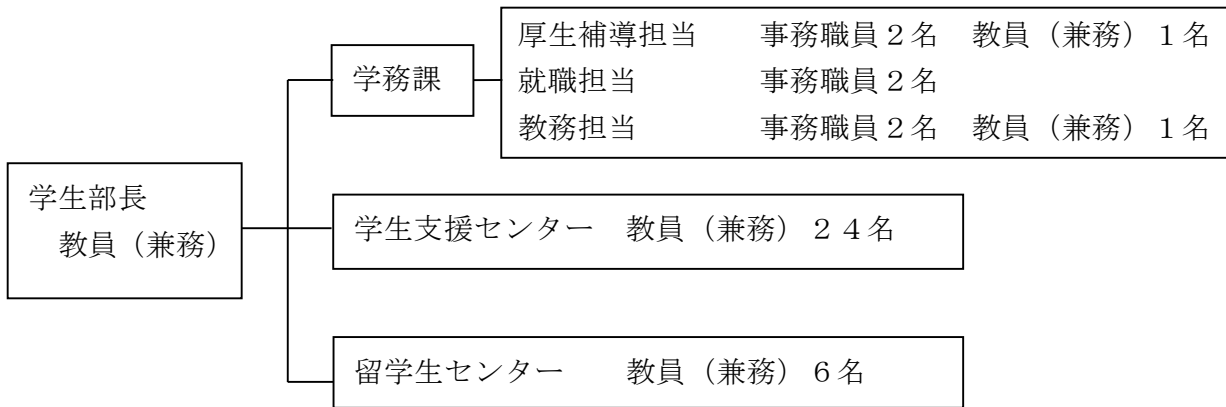 学生部長
教員（兼務）
学務課
厚生補導担当　事務職員２名　教員（兼務）１名
就職担当　事務職員２名
教務担当　事務職員２名　教員（兼務）１名
学生支援センター　教員（兼務）２４名
留学生センター　教員（兼務）６名